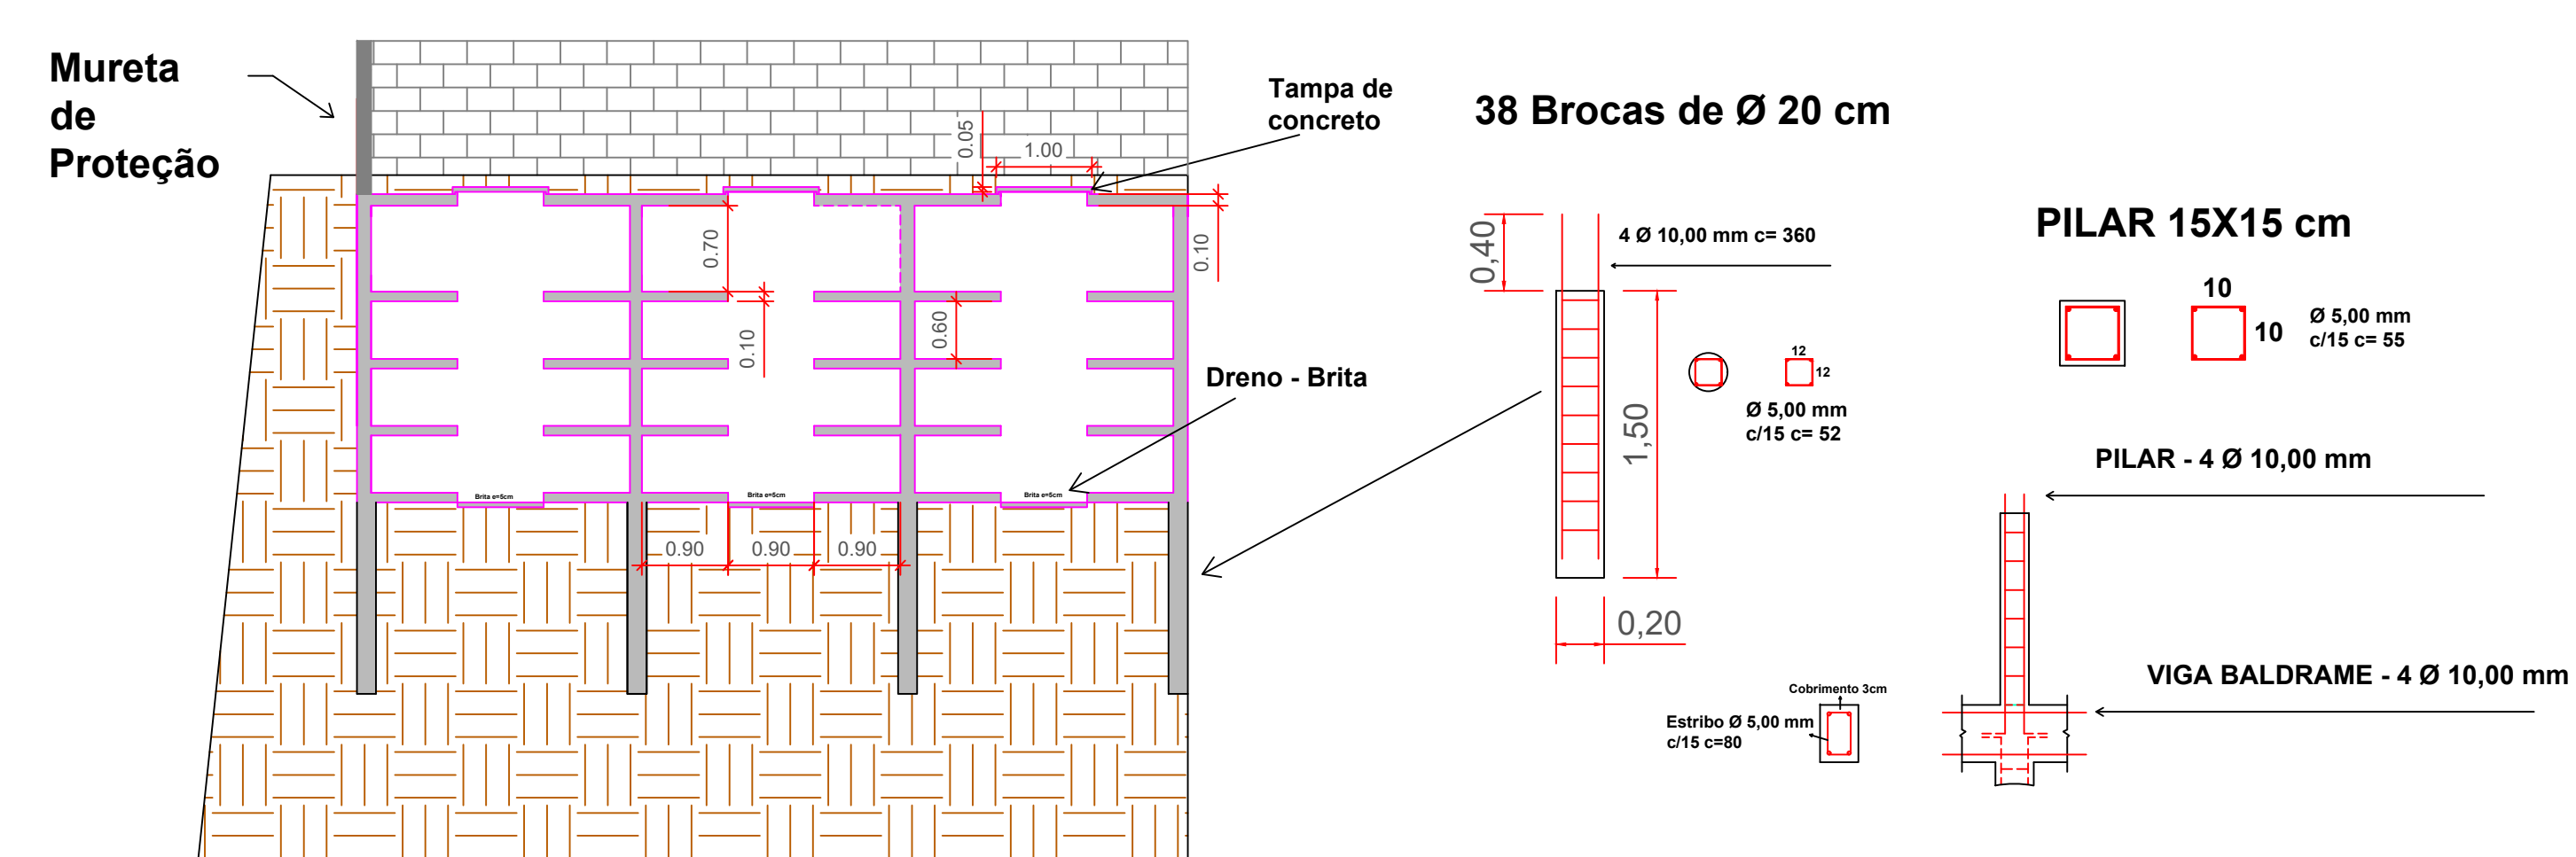 Mureta
de
Proteção
0.05
1.00
Tampa de
concreto
0.70
0.10
0.10
0.60
Dreno - Brita
Brita e=5cm
Brita e=5cm
Brita e=5cm
0.90
0.90
0.90
38 Brocas de Ø 20 cm
0,40
4 Ø 10,00 mm c= 360
1,50
12
12
Ø 5,00 mm
c/15 c= 52
0,20
PILAR 15X15 cm
10
10
Ø 5,00 mm
c/15 c= 55
PILAR - 4 Ø 10,00 mm
VIGA BALDRAME - 4 Ø 10,00 mm
Cobrimento 3cm
Estribo Ø 5,00 mm
c/15 c=80